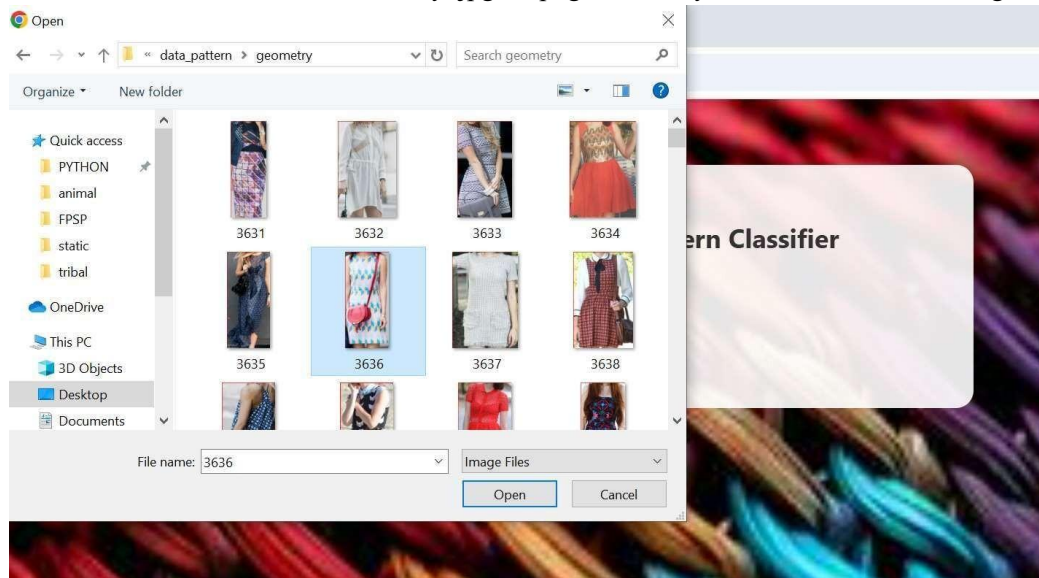 Open
« data_pattern > geometry
Search geometry
Organize
New folder
Quick access
PYTHON
animal
FPSP
static
tribal
OneDrive
This PC
3D Objects
Desktop
Documents
3631 3632 3633 3634
3635 3636 3637 3638
ern Classifier
File name: 3636
Image Files
Open
Cancel